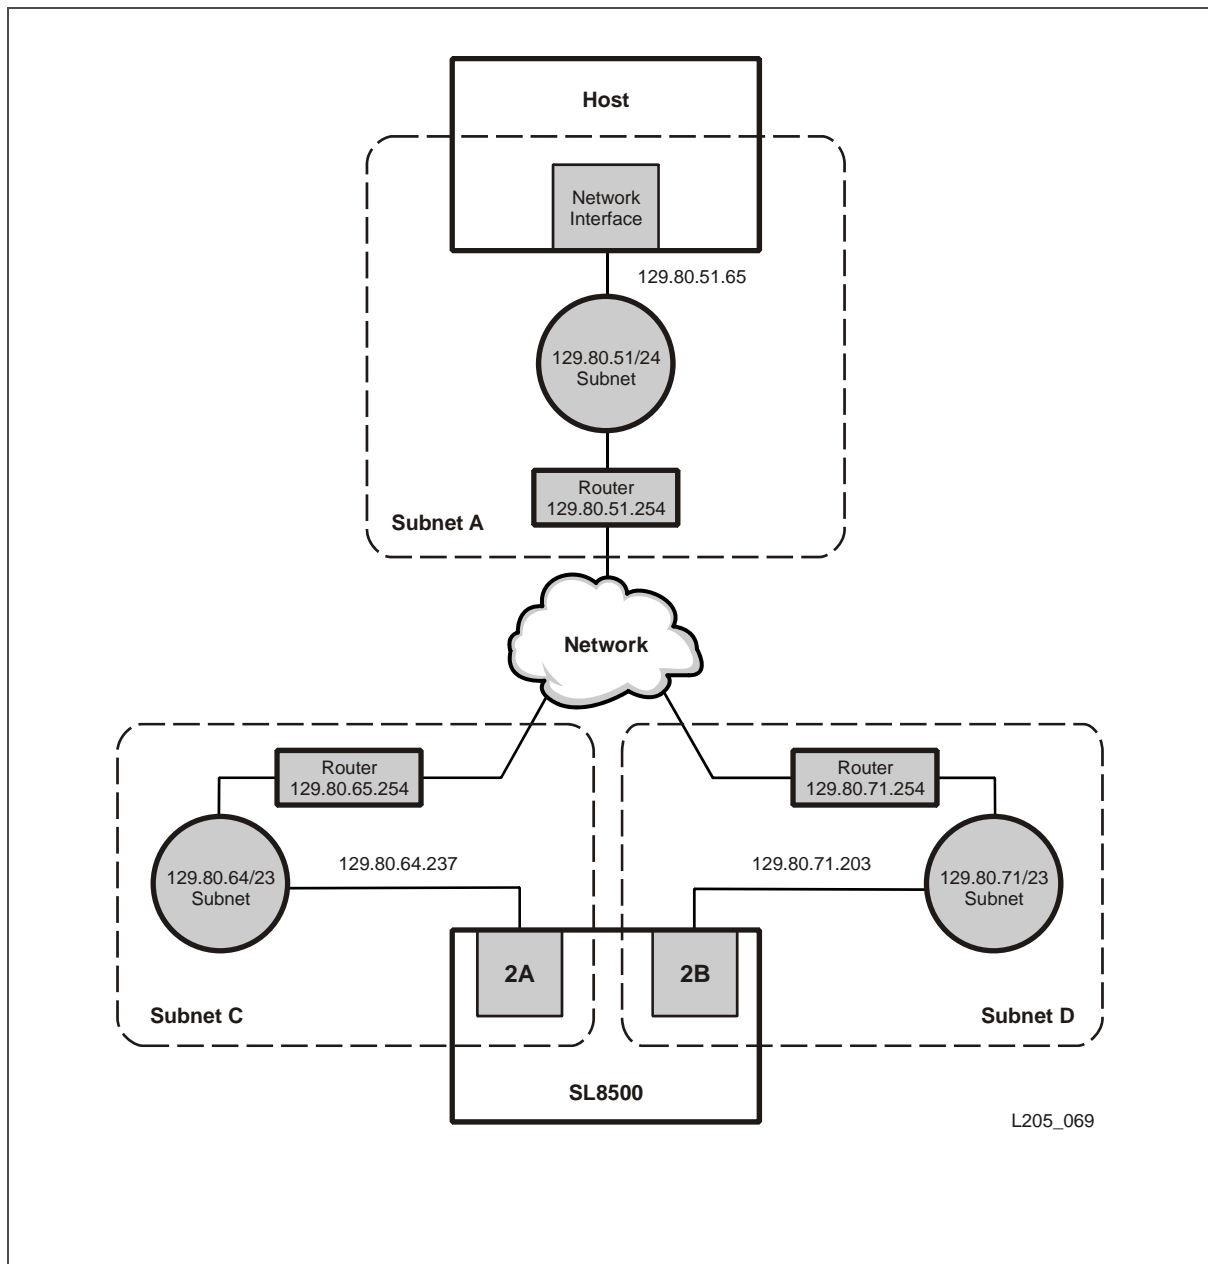 Host
Network
Interface
129.80.51.65
129.80.51/24
Subnet
Router
129.80.51.254
Subnet A
Network
Router
129.80.65.254
Router
129.80.71.254
129.80.64.237
129.80.71.203
129.80.64/23
Subnet
129.80.71/23
Subnet
2A
2B
Subnet C
Subnet D
SL8500
L205_069